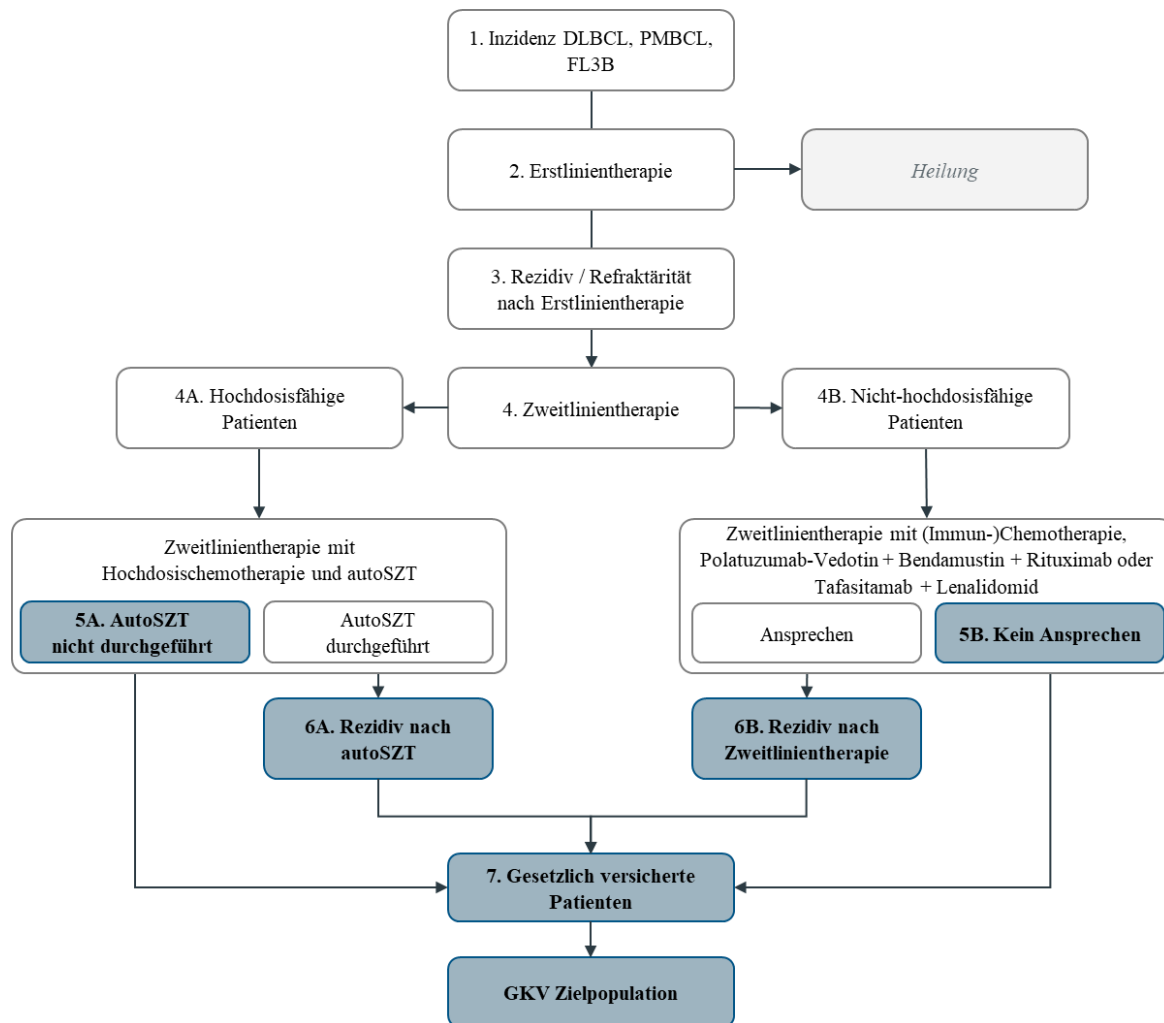 1. Inzidenz DLBCL, PMBCL,
FL3B
2. Erstlinientherapie
Heilung
3. Rezidiv / Refraktärität
nach Erstlinientherapie
4A. Hochdosisfähige
Patienten
4. Zweitlinientherapie
4B. Nicht-hochdosisfähige
Patienten
Zweitlinientherapie mit
Hochdosischemotherapie und autoSZT
5A. AutoSZT
nicht durchgeführt
AutoSZT
durchgeführt
Zweitlinientherapie mit (Immun-)Chemotherapie,
Polatuzumab-Vedotin + Bendamustin + Rituximab oder
Tafasitamab + Lenalidomid
Ansprechen
5B. Kein Ansprechen
6A. Rezidiv nach
autoSZT
6B. Rezidiv nach
Zweitlinientherapie
7. Gesetzlich versicherte
Patienten
GKV Zielpopulation